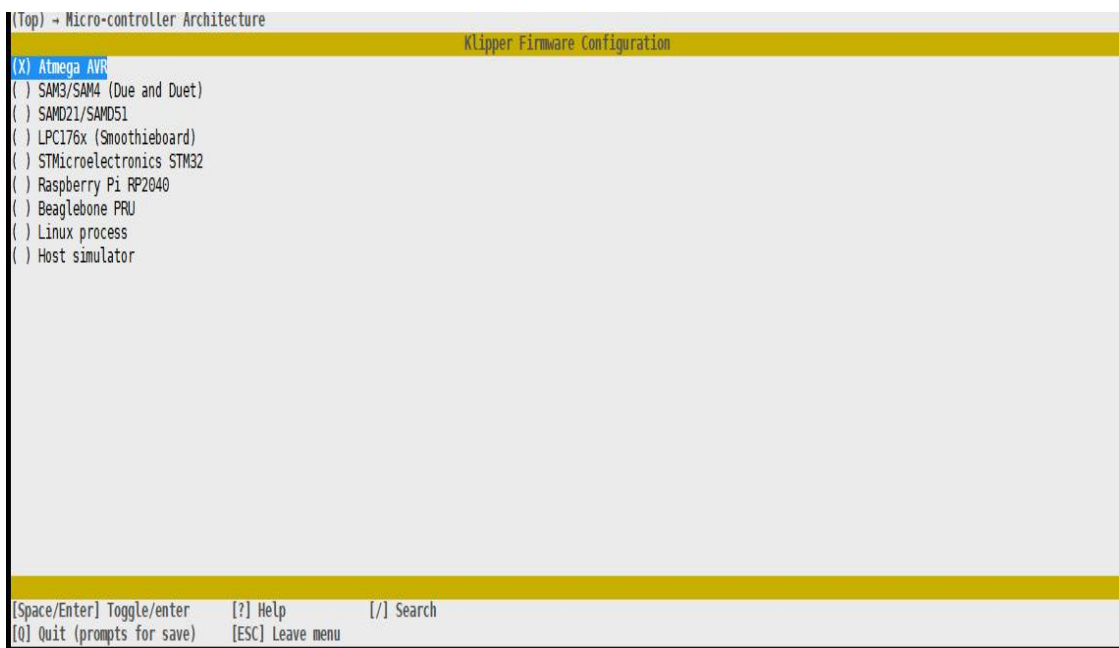 (Top) → Micro-controller Architecture
Klipper Firmware Configuration
(X) Atmega AVR
( ) SAM3/SAM4 (Due and Duet)
( ) SAMD21/SAMD51
( ) LPC176x (Smoothieboard)
( ) STMicroelectronics STM32
( ) Raspberry Pi RP2040
( ) Beaglebone PRU
( ) Linux process
( ) Host simulator
[Space/Enter] Toggle/enter [?] Help [/] Search
[Q] Quit (prompts for save) [ESC] Leave menu